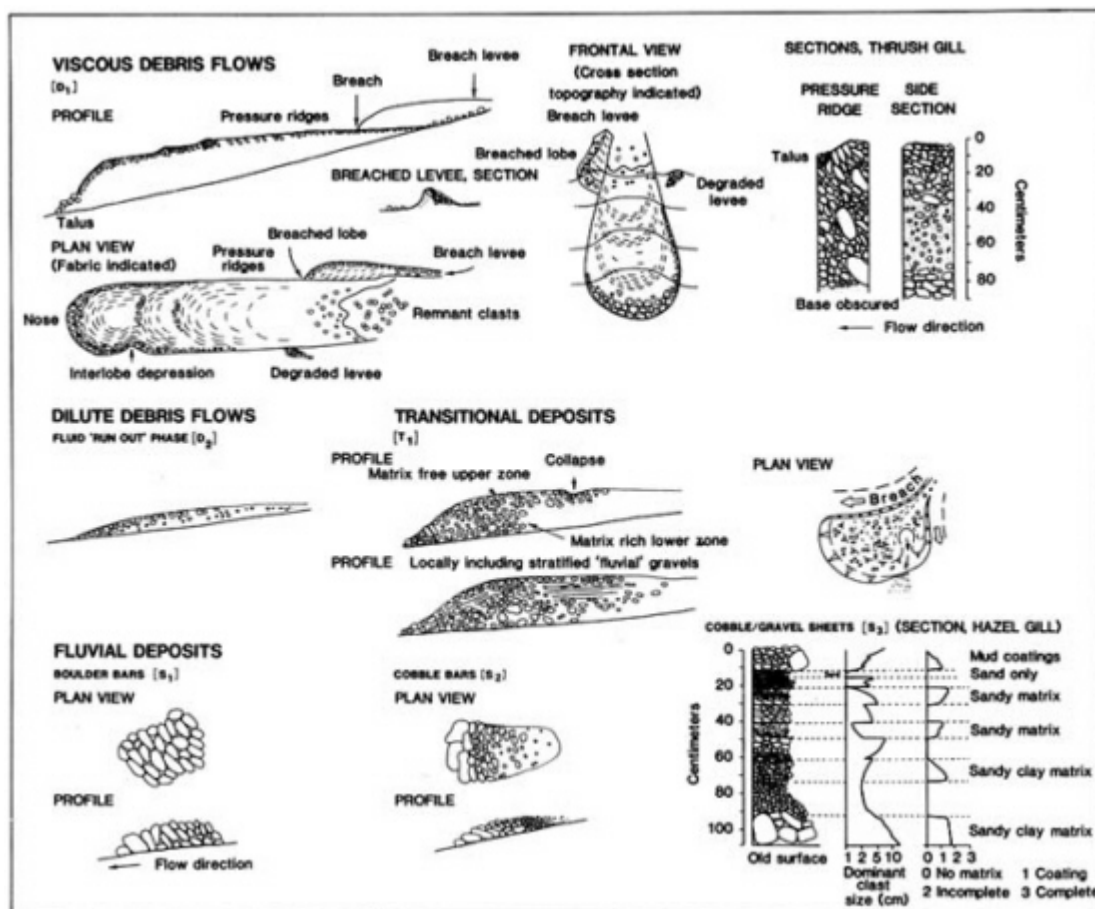 VISCOUS DEBRIS FLOWS
[D₁]
PROFILE
Breach levee
Breach
Pressure ridges
BREACHED LEVEE, SECTION
Talus
PLAN VIEW
(Fabric indicated)
Breached lobe
Pressure
ridges
Breach levee
Nose
Remnant clasts
Interlobe depression
Degraded levee
FRONTAL VIEW
(Cross section
topography indicated)
Breach levee
Breached lobe
Degraded
levee
SECTIONS, THRUSH GILL
PRESSURE
RIDGE
SIDE
SECTION
Talus
0
20
40
60
80
Centimeters
Base obscured
Flow direction
DILUTE DEBRIS FLOWS
FLUID 'RUN OUT' PHASE [D₂]
TRANSITIONAL DEPOSITS
[T₁]
PROFILE
Matrix free upper zone
Collapse
Matrix rich lower zone
PROFILE Locally including stratified 'fluvial' gravels
PLAN VIEW
Breach
FLUVIAL DEPOSITS
BOULDER BARS [S₁]
PLAN VIEW
PROFILE
Flow direction
COBBLE BARS [S₂]
PLAN VIEW
PROFILE
COBBLE/GRAVEL SHEETS [S₃] (SECTION, HAZEL GILL)
0
20
40
60
80
100
Centimeters
Mud coatings
Sand only
Sandy matrix
Sandy matrix
Sandy clay matrix
Sandy clay matrix
Old surface
1 2 5 10
Dominant
clast
size (cm)
0 1 2 3
0 No matrix 1 Coating
2 Incomplete 3 Complete